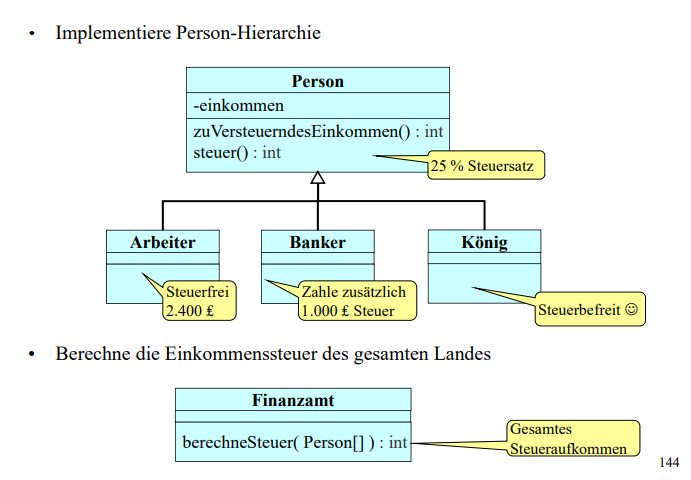 • Implementiere Person-Hierarchie
Person
-einkommen
zuVersteuerndesEinkommen() : int
steuer() : int
25 % Steuersatz
Arbeiter
Banker
König
Steuerfrei
2.400 ₤
Zahle zusätzlich
1.000 ₤ Steuer
Steuerbefreit ☺
• Berechne die Einkommenssteuer des gesamten Landes
Finanzamt
berechneSteuer( Person[] ) : int
Gesamtes
Steueraufkommen
144